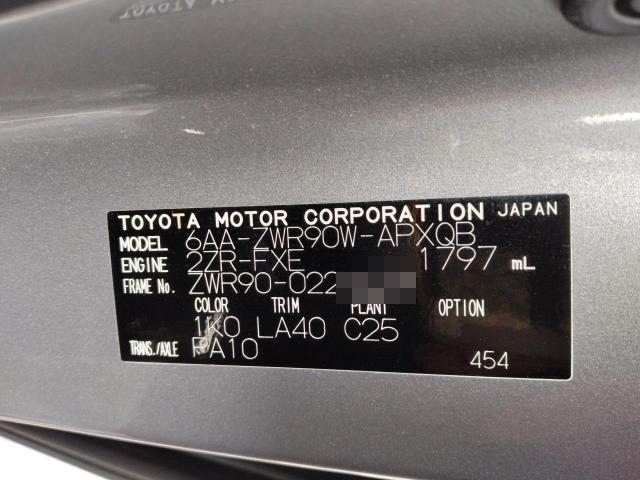 TOYOTA MOTOR CORPORATION JAPAN
MODEL 6AA-ZWR90W-APXQB
ENGINE 2ZR-FXE 1797 mL
FRAME No. ZWR90-022
COLOR TRIM PLANT OPTION
1K0 LA40 C25
TRANS./AXLE PA10
454